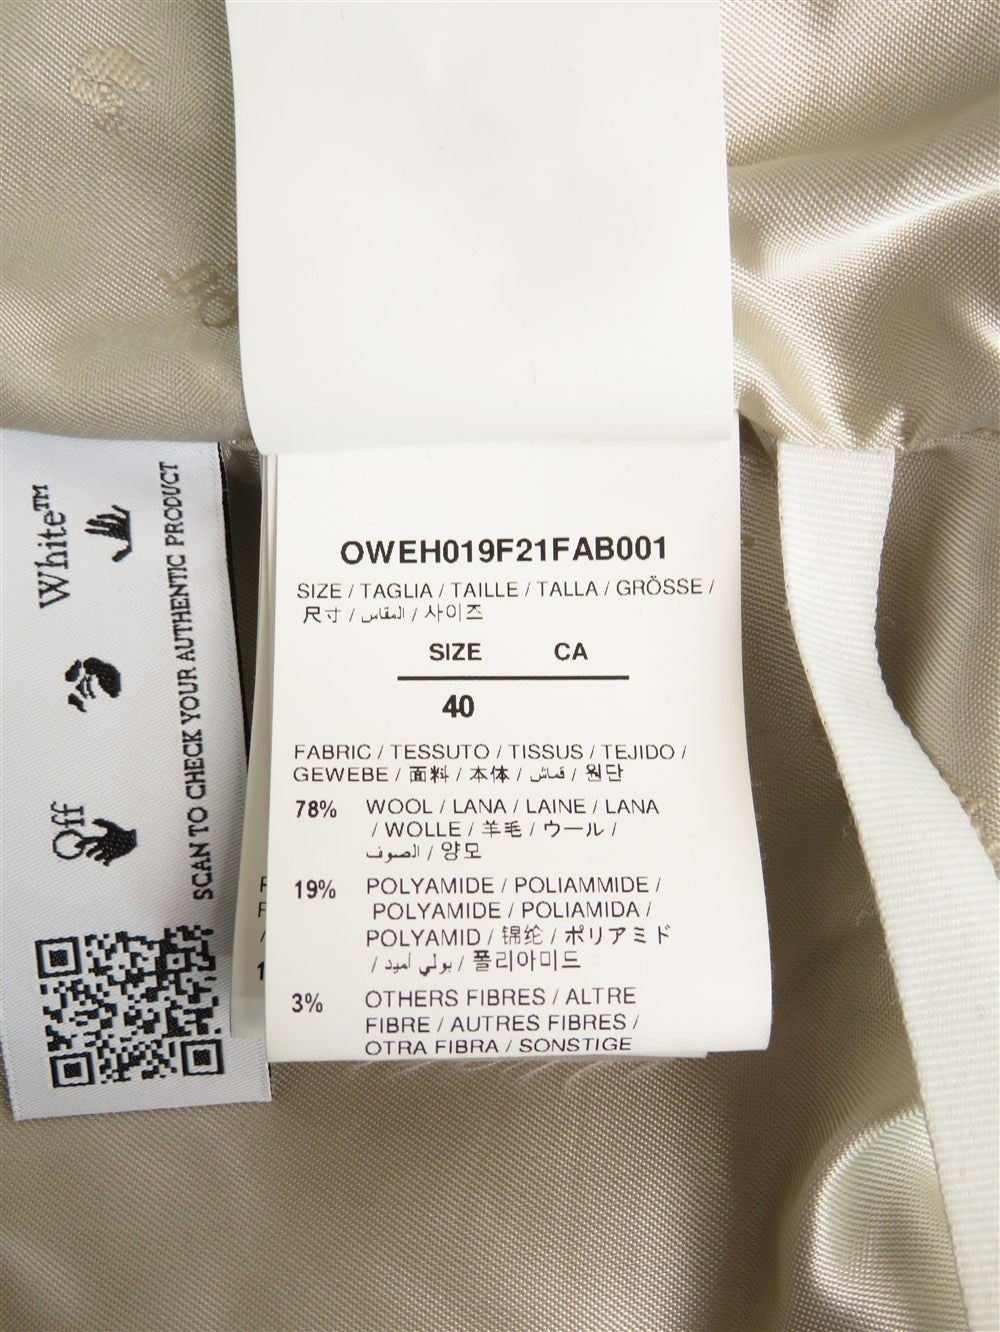 OWEH019F21FAB001
SIZE / TAGLIA / TAILLE / TALLA / GRÖSSE /
尺寸 / المقاس / 사이즈
SIZE CA
40
FABRIC / TESSUTO / TISSUS / TEJIDO /
GEWEBE / 面料 / 本体 / قماش / 원단
78% WOOL / LANA / LAINE / LANA
/ WOLLE / 羊毛 / ウール /
الصوف / 양모
19% POLYAMIDE / POLIAMMIDE /
POLYAMIDE / POLIAMIDA /
POLYAMID / 锦纶 / ポリアミド
/ بولي أميد / 폴리아미드
3% OTHERS FIBRES / ALTRE
FIBRE / AUTRES FIBRES /
OTRA FIBRA / SONSTIGE
Off White™
SCAN TO CHECK YOUR AUTHENTIC PRODUCT